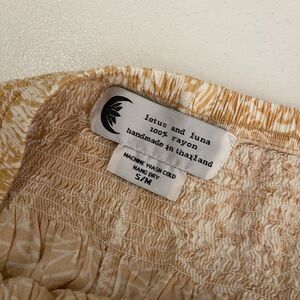 lotus and luna
100% rayon
handmade in thailand
MACHINE WASH COLD
HANG DRY
S/M